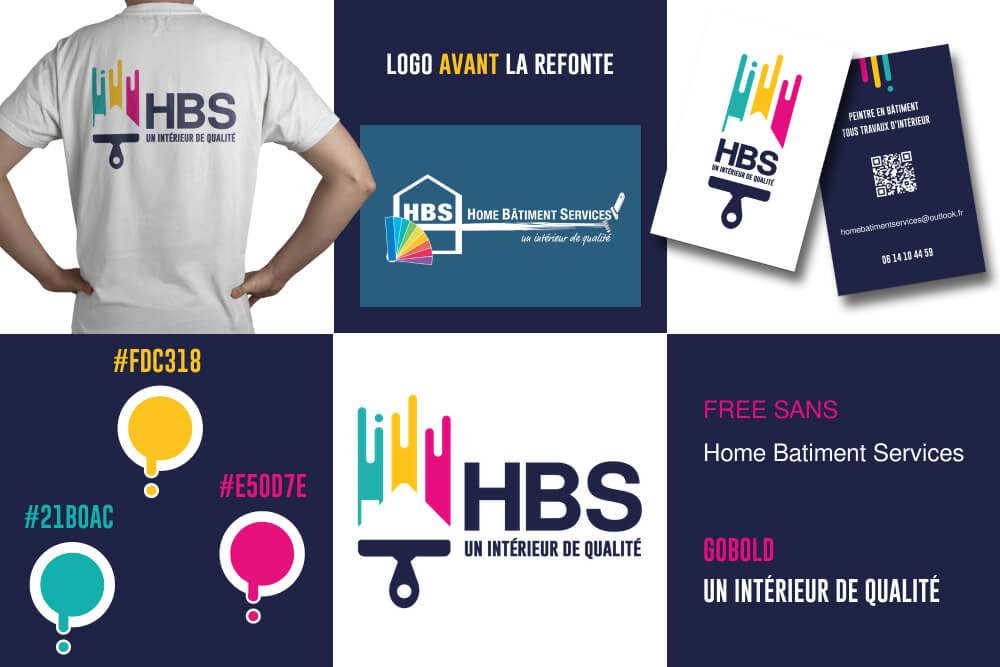 HBS
UN INTÉRIEUR DE QUALITÉ
LOGO AVANT LA REFONTE
HBS HOME BÂTIMENT SERVICES
un intérieur de qualité
HBS
UN INTÉRIEUR DE QUALITÉ
PEINTRE EN BÂTIMENT
TOUS TRAVAUX D'INTÉRIEUR
homebatimentservices@outlook.fr
06 14 10 44 59
#FDC318
#E50D7E
#21B0AC
HBS
UN INTÉRIEUR DE QUALITÉ
FREE SANS
Home Batiment Services
GOBOLD
UN INTÉRIEUR DE QUALITÉ